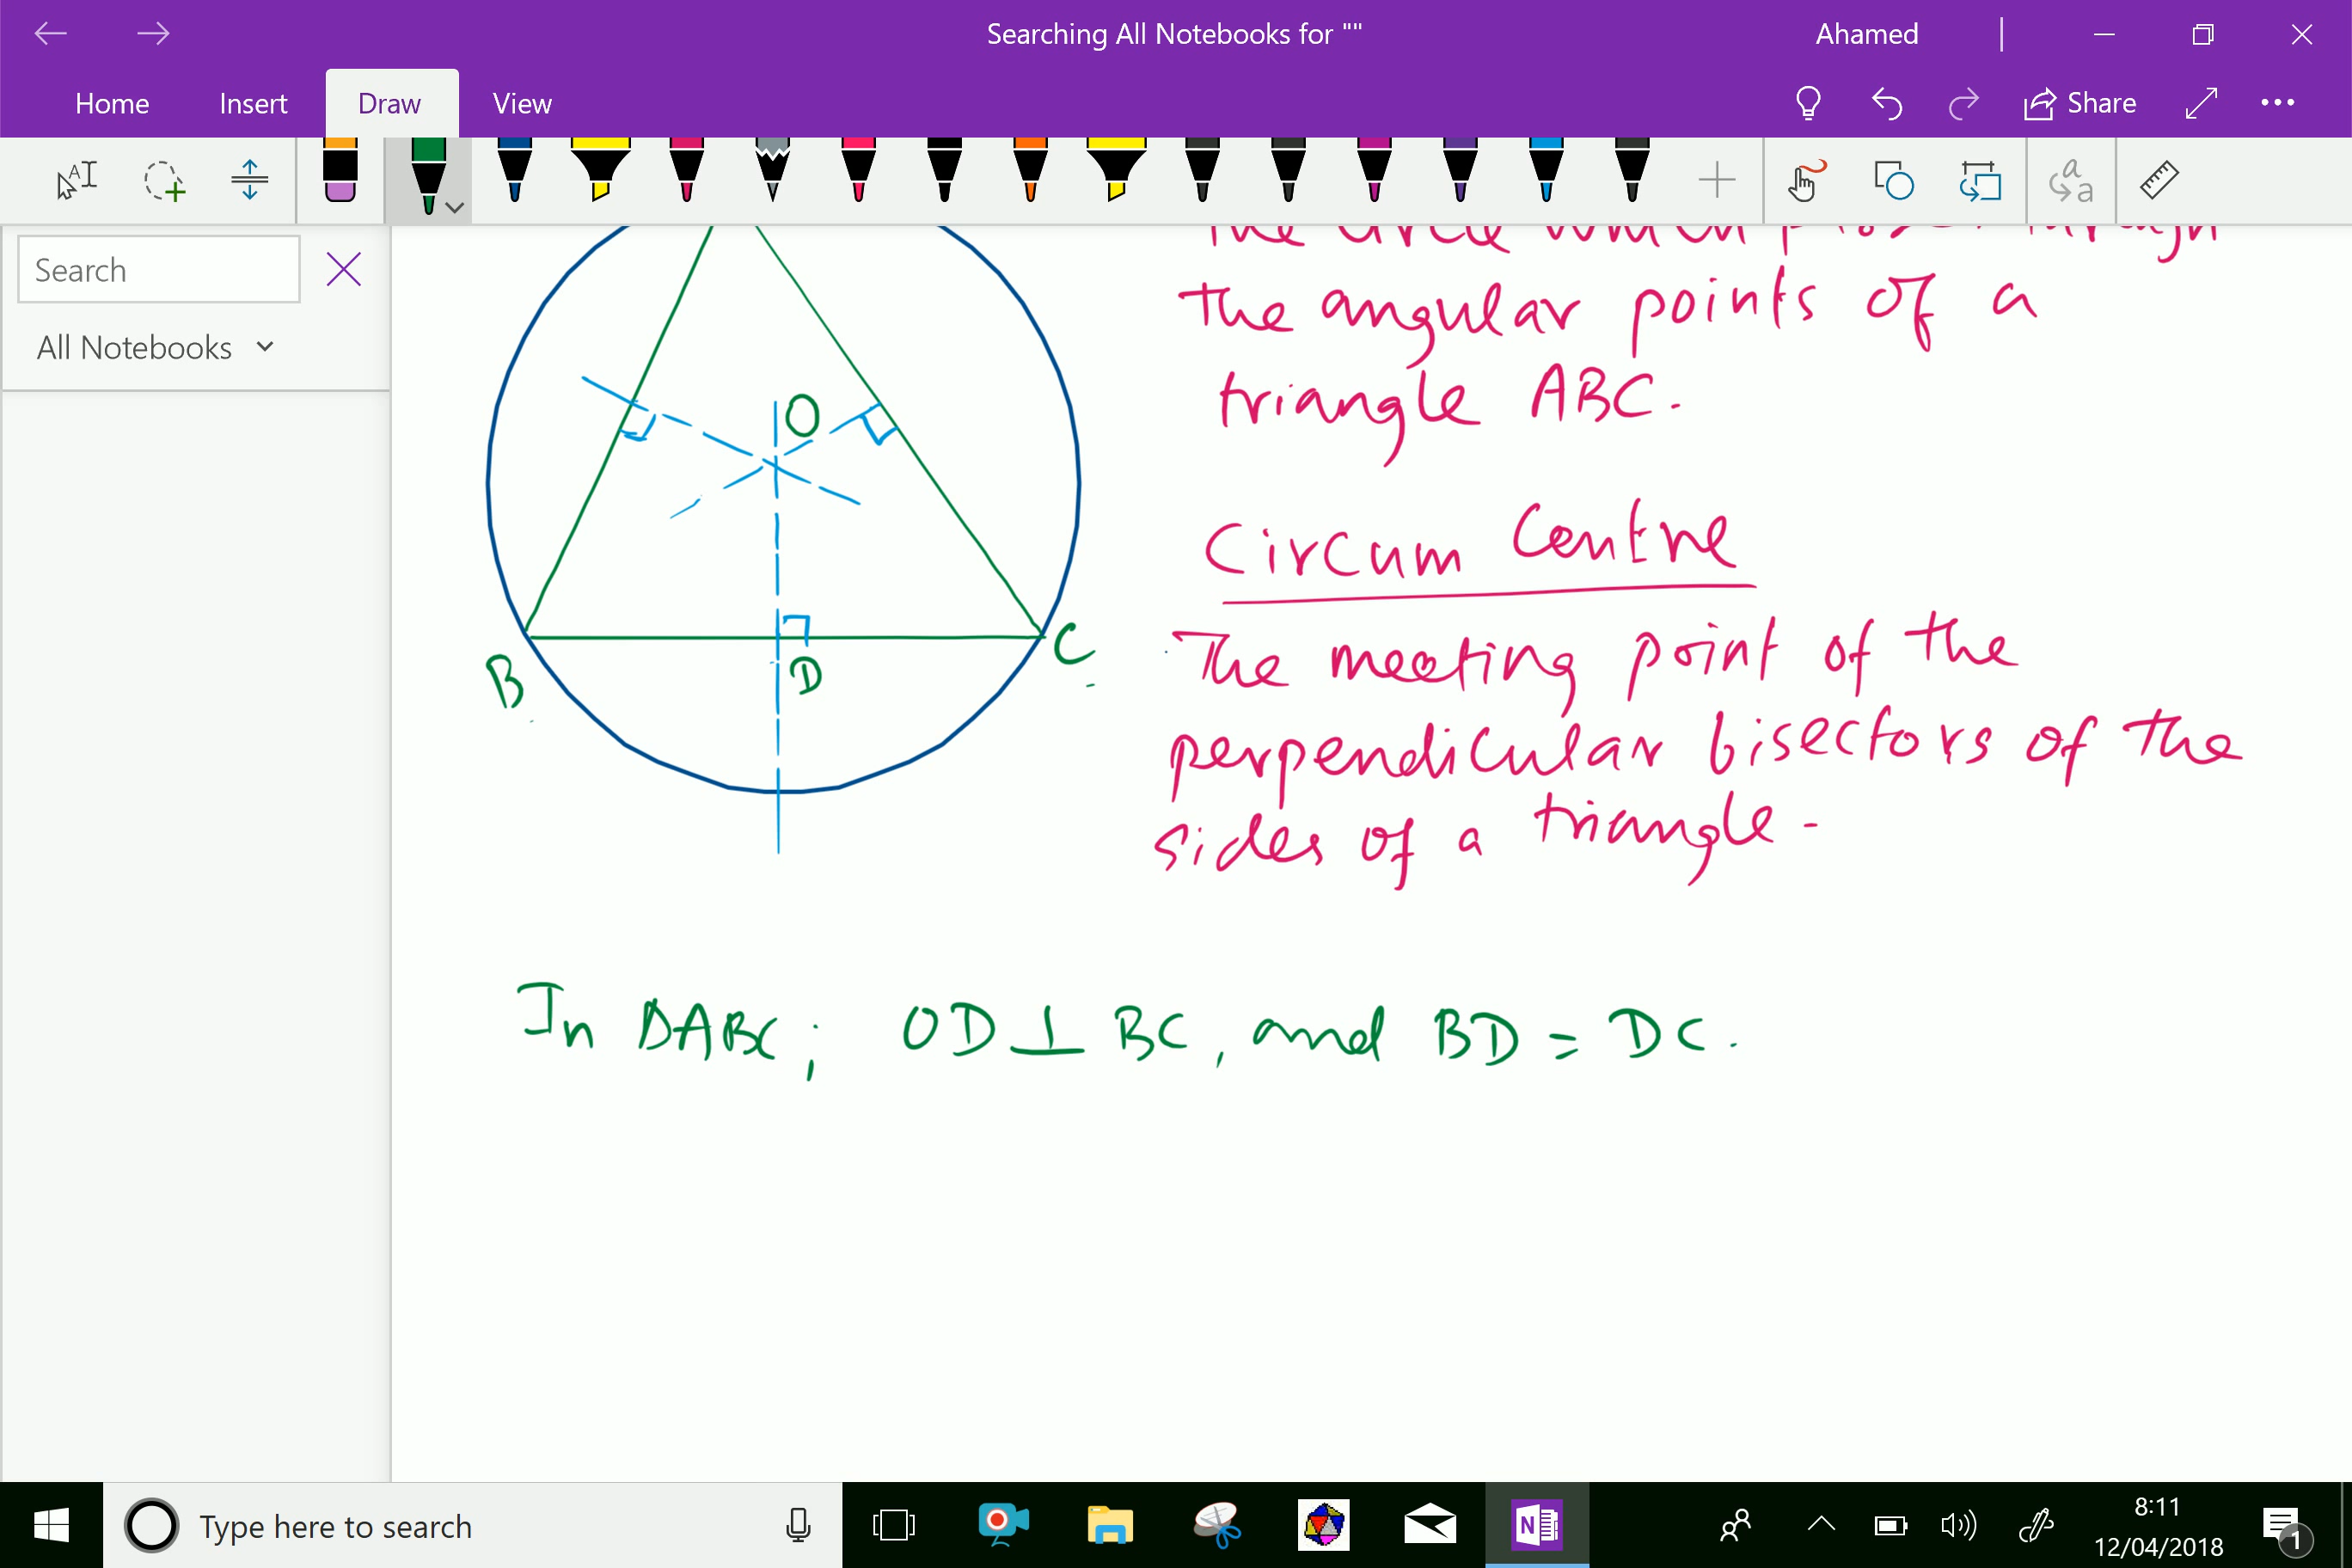 Searching All Notebooks for ""
Ahamed
Home
Insert
Draw
View
Share
Search
All Notebooks
the angular points of a
triangle ABC.
Circum Centre
The meeting point of the
perpendicular bisectors of the
sides of a triangle.
O
B
D
C
In ΔABC; OD ⊥ BC, and BD = DC.
Type here to search
N
8:11
12/04/2018
1